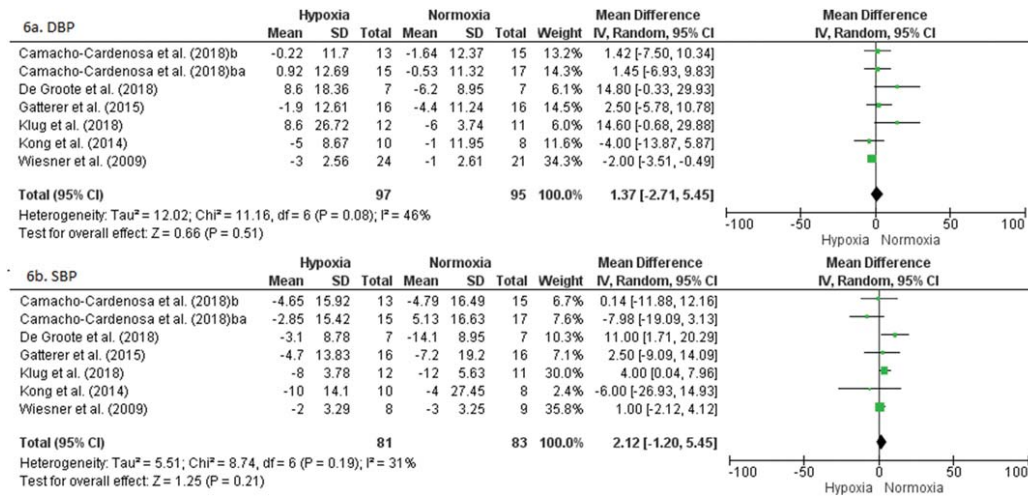 6a. DBP
Hypoxia Normoxia Mean Difference Mean Difference
Mean SD Total Mean SD Total Weight IV, Random, 95% CI IV, Random, 95% CI
Camacho-Cardenosa et al. (2018)b -0.22 11.7 13 -1.64 12.37 15 13.2% 1.42 [-7.50, 10.34]
Camacho-Cardenosa et al. (2018)ba 0.92 12.69 15 -0.53 11.32 17 14.3% 1.45 [-6.93, 9.83]
De Groote et al. (2018) 8.6 18.36 7 -6.2 8.95 7 6.1% 14.80 [-0.33, 29.93]
Gatterer et al. (2015) -1.9 12.61 16 -4.4 11.24 16 14.5% 2.50 [-5.78, 10.78]
Klug et al. (2018) 8.6 26.72 12 -6 3.74 11 6.0% 14.60 [-0.68, 29.88]
Kong et al. (2014) -5 8.67 10 -1 11.95 8 11.6% -4.00 [-13.87, 5.87]
Wiesner et al. (2009) -3 2.56 24 -1 2.61 21 34.3% -2.00 [-3.51, -0.49]
Total (95% CI) 97 95 100.0% 1.37 [-2.71, 5.45]
Heterogeneity: Tau² = 12.02; Chi² = 11.16, df = 6 (P = 0.08); I² = 46%
Test for overall effect: Z = 0.66 (P = 0.51)
-100 -50 0 50 100
Hypoxia Normoxia
6b. SBP
Hypoxia Normoxia Mean Difference Mean Difference
Mean SD Total Mean SD Total Weight IV, Random, 95% CI IV, Random, 95% CI
Camacho-Cardenosa et al. (2018)b -4.65 15.92 13 -4.79 16.49 15 6.7% 0.14 [-11.88, 12.16]
Camacho-Cardenosa et al. (2018)ba -2.85 15.42 15 5.13 16.63 17 7.6% -7.98 [-19.09, 3.13]
De Groote et al. (2018) -3.1 8.78 7 -14.1 8.95 7 10.3% 11.00 [1.71, 20.29]
Gatterer et al. (2015) -4.7 13.83 16 -7.2 19.2 16 7.1% 2.50 [-9.09, 14.09]
Klug et al. (2018) -8 3.78 12 -12 5.63 11 30.0% 4.00 [0.04, 7.96]
Kong et al. (2014) -10 14.1 10 -4 27.45 8 2.4% -6.00 [-26.93, 14.93]
Wiesner et al. (2009) -2 3.29 8 -3 3.25 9 35.8% 1.00 [-2.12, 4.12]
Total (95% CI) 81 83 100.0% 2.12 [-1.20, 5.45]
Heterogeneity: Tau² = 5.51; Chi² = 8.74, df = 6 (P = 0.19); I² = 31%
Test for overall effect: Z = 1.25 (P = 0.21)
-100 -50 0 50 100
Hypoxia Normoxia